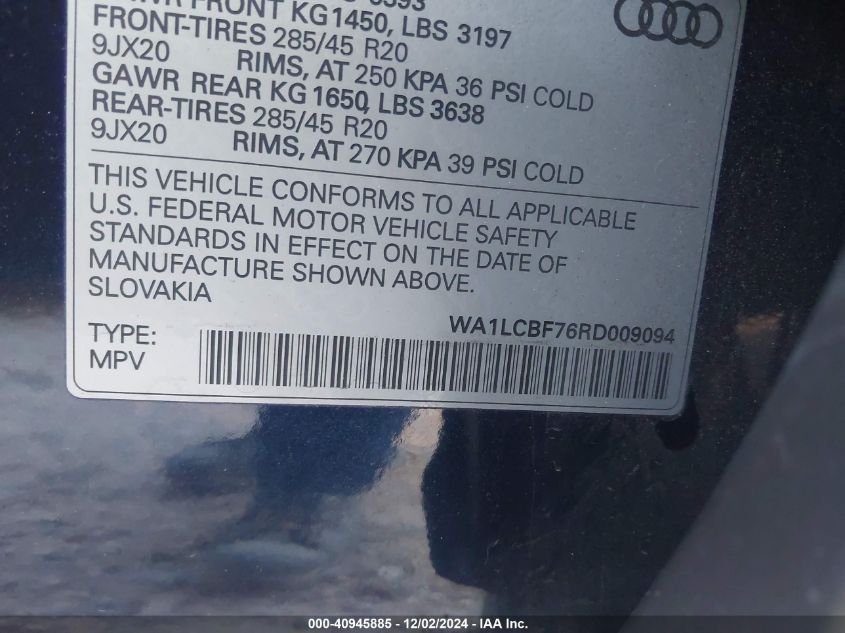 FRONT KG1450, LBS 3197
FRONT-TIRES 285/45 R20
9JX20 RIMS, AT 250 KPA 36 PSI COLD
GAWR REAR KG1650, LBS 3638
REAR-TIRES 285/45 R20
9JX20 RIMS, AT 270 KPA 39 PSI COLD
THIS VEHICLE CONFORMS TO ALL APPLICABLE
U.S. FEDERAL MOTOR VEHICLE SAFETY
STANDARDS IN EFFECT ON THE DATE OF
MANUFACTURE SHOWN ABOVE.
SLOVAKIA
WA1LCBF76RD009094
TYPE:
MPV
000-40945885 - 12/02/2024 - IAA Inc.